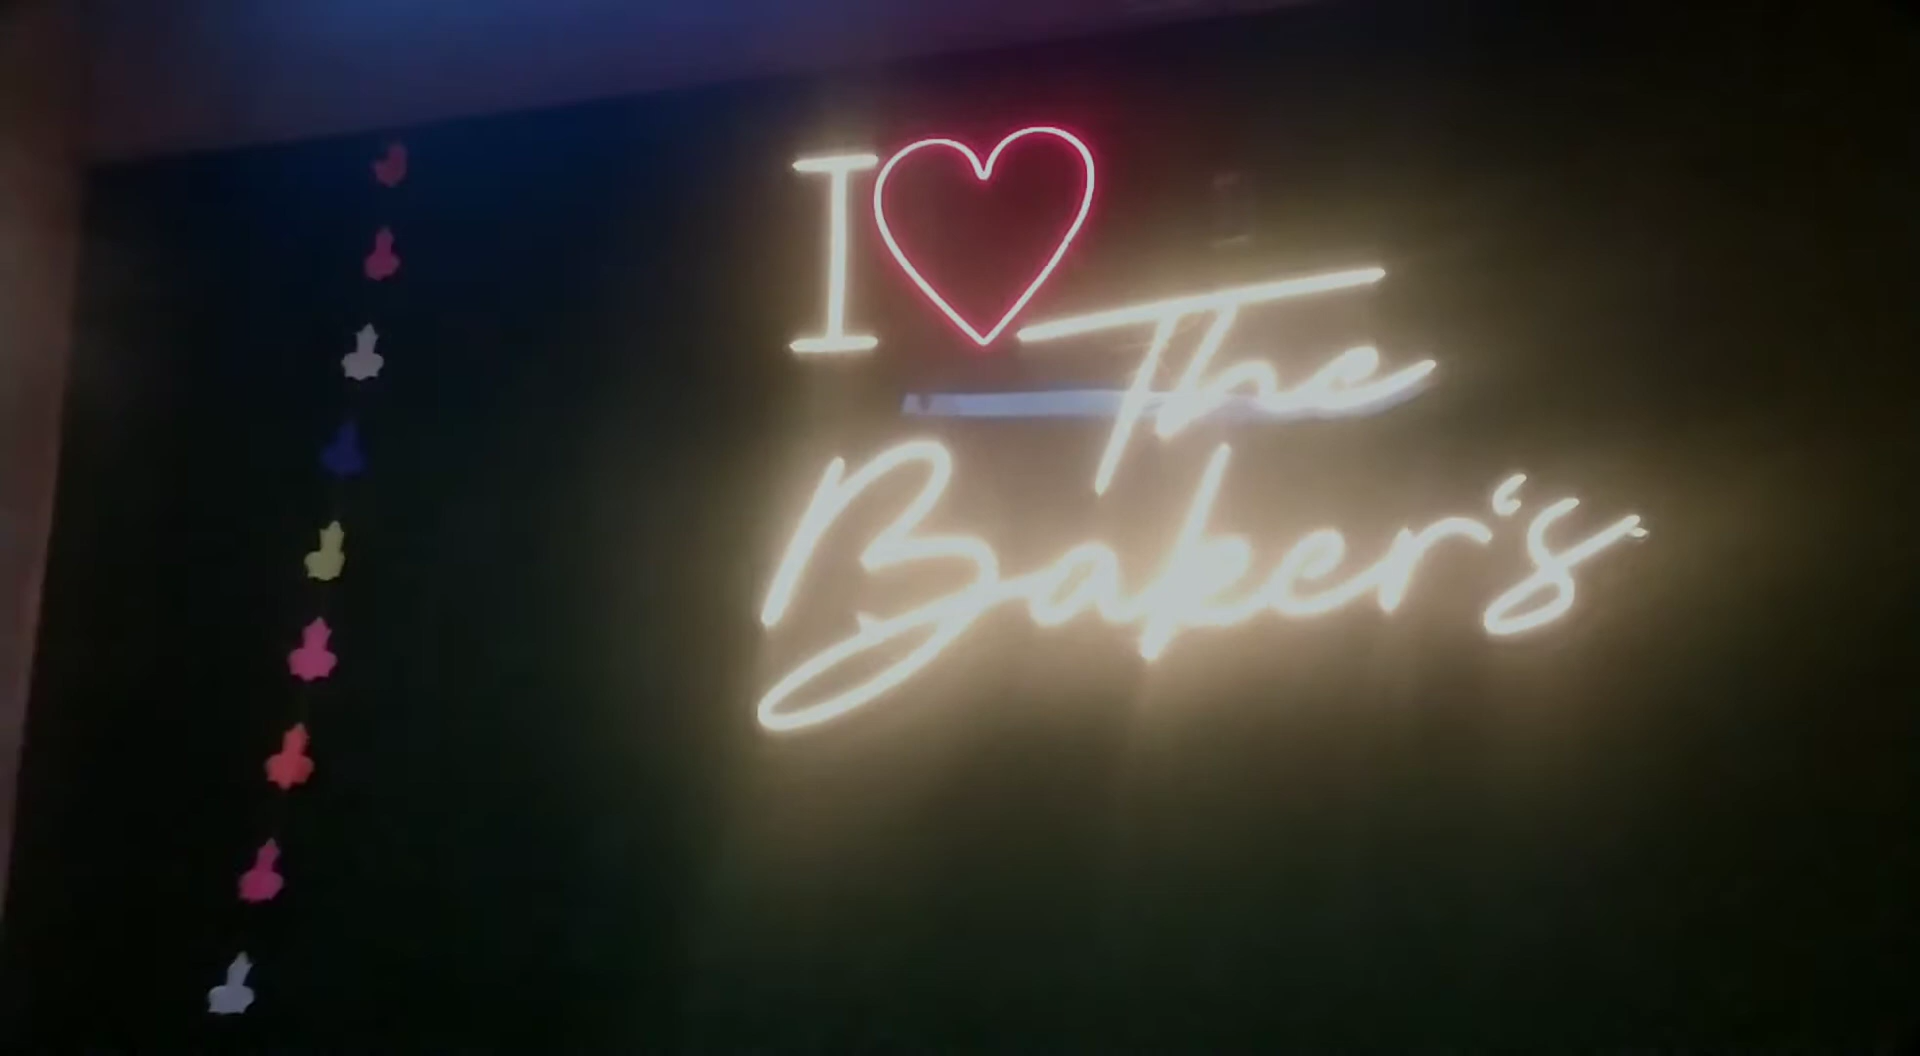 I ♥ The
Baker's